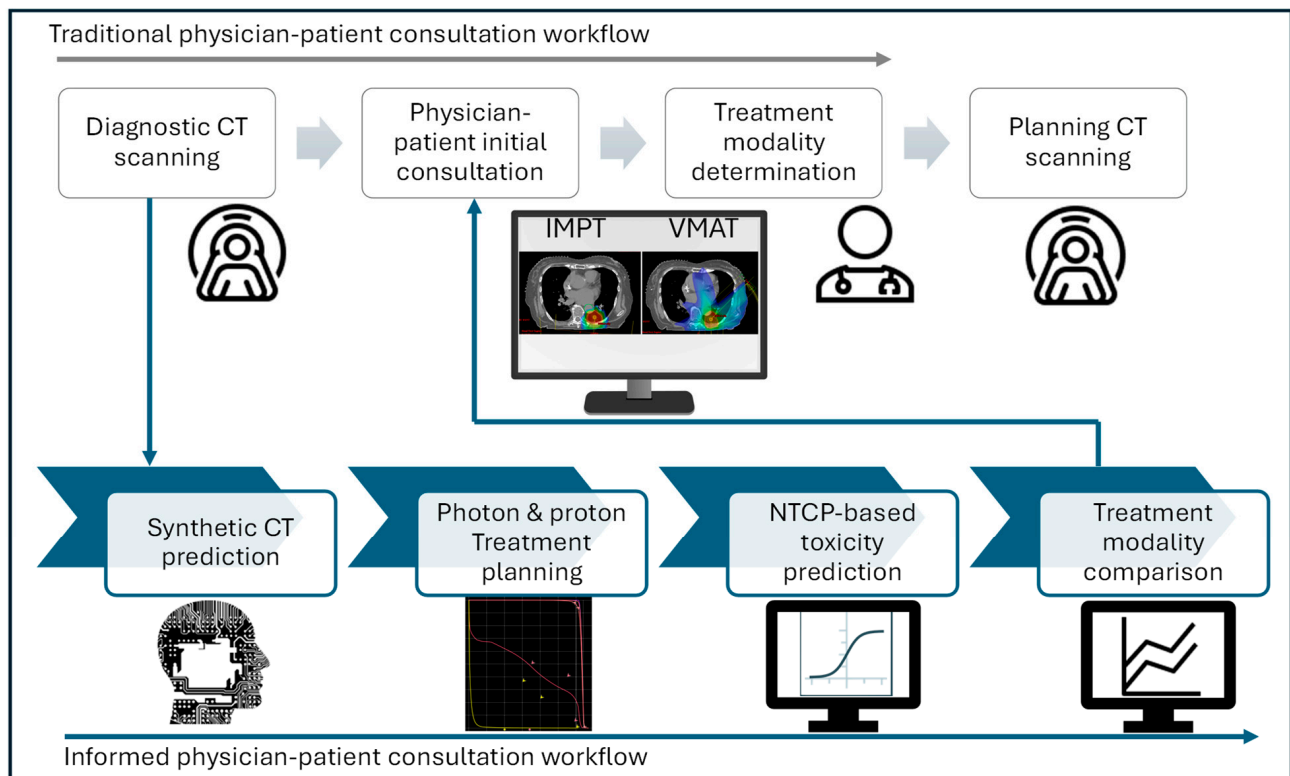 Traditional physician-patient consultation workflow
Diagnostic CT
scanning
Physician-
patient initial
consultation
Treatment
modality
determination
Planning CT
scanning
IMPT
VMAT
Synthetic CT
prediction
Photon & proton
Treatment
planning
NTCP-based
toxicity
prediction
Treatment
modality
comparison
Informed physician-patient consultation workflow